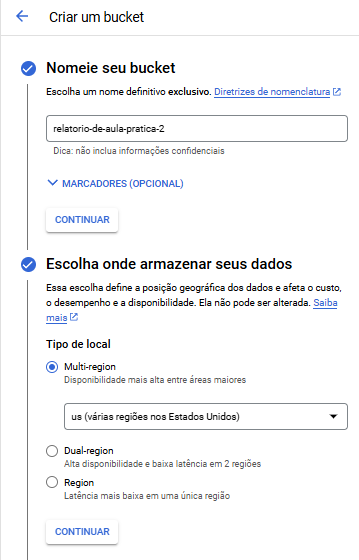 Criar um bucket
Nomeie seu bucket
Escolha um nome definitivo exclusivo. Diretrizes de nomenclatura
relatorio-de-aula-pratica-2
Dica: não inclua informações confidenciais
MARCADORES (OPCIONAL)
CONTINUAR
Escolha onde armazenar seus dados
Essa escolha define a posição geográfica dos dados e afeta o custo,
o desempenho e a disponibilidade. Ela não pode ser alterada. Saiba
mais
Tipo de local
Multi-region
Disponibilidade mais alta entre áreas maiores
us (várias regiões nos Estados Unidos)
Dual-region
Alta disponibilidade e baixa latência em 2 regiões
Region
Latência mais baixa em uma única região
CONTINUAR